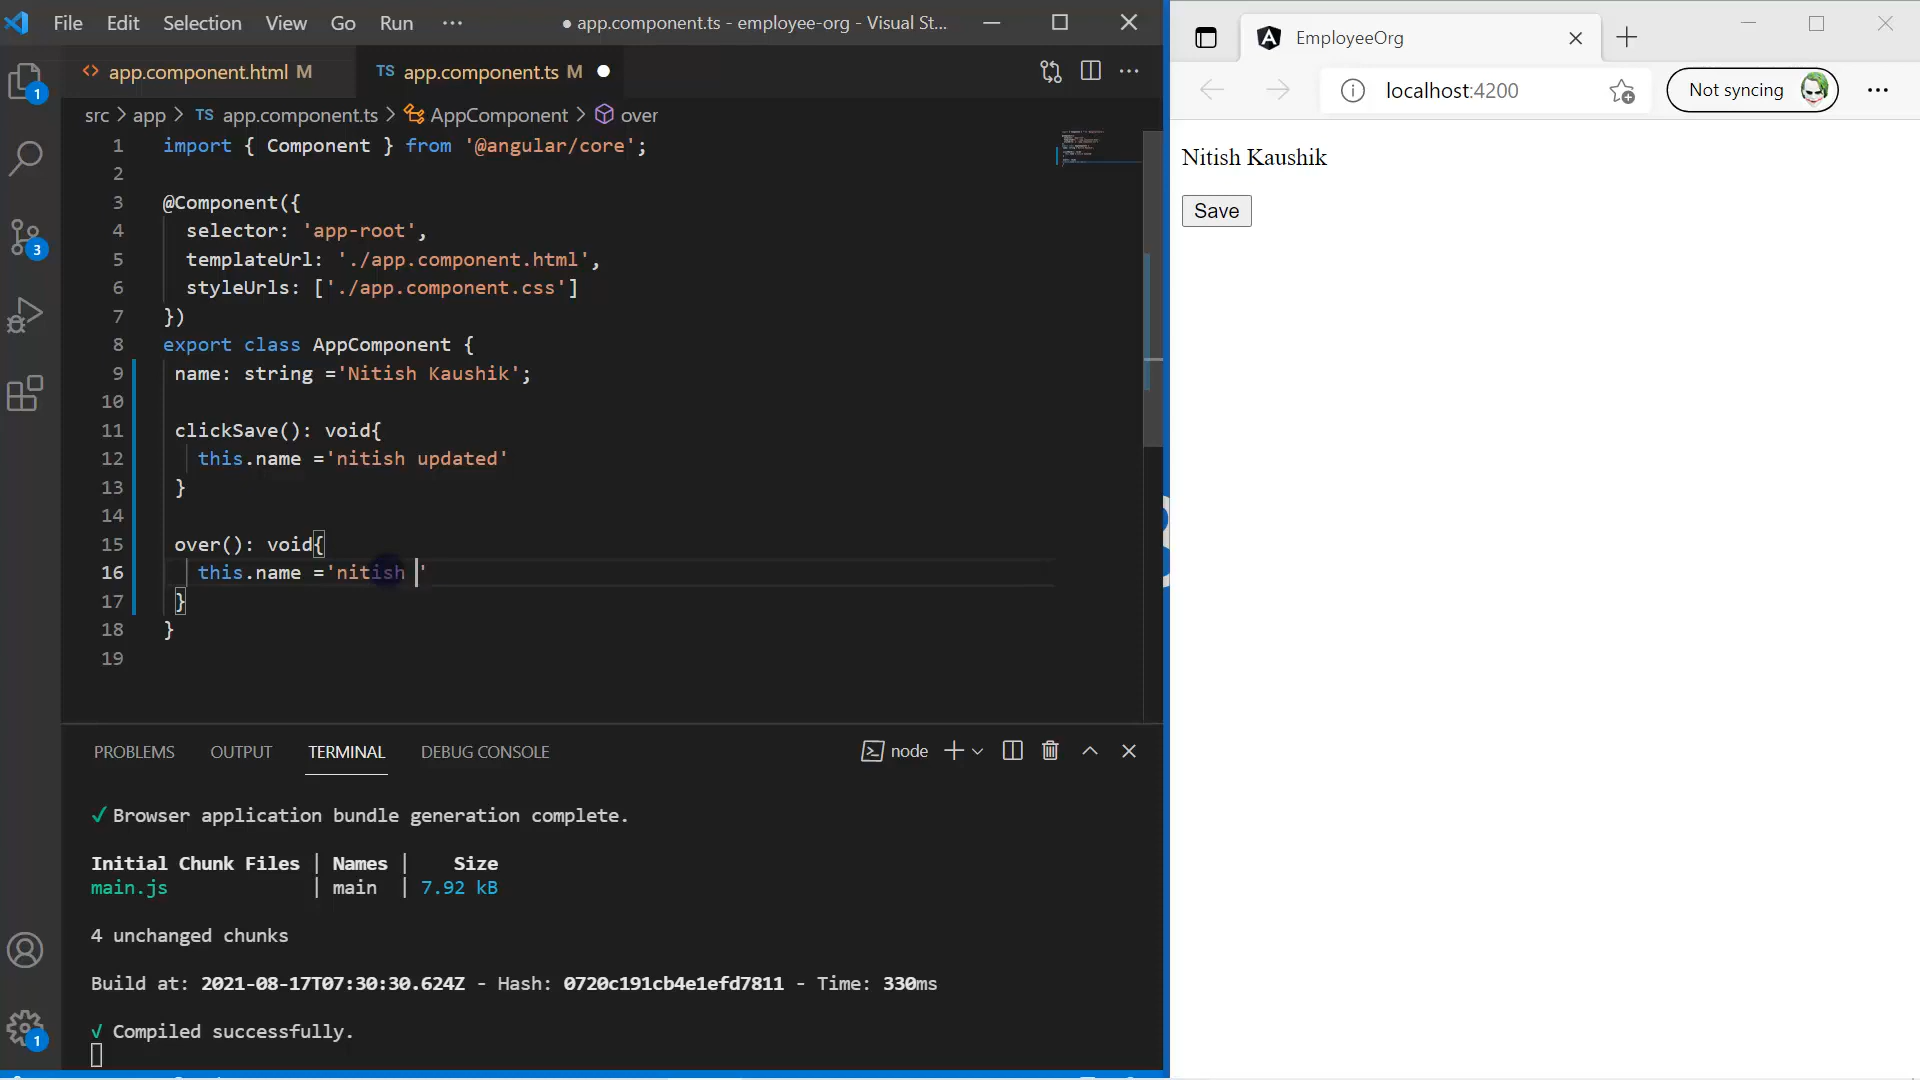 File Edit Selection View Go Run ··· ● app.component.ts - employee-org - Visual St...
<> app.component.html M TS app.component.ts M
src > app > TS app.component.ts > AppComponent > over
1 import { Component } from '@angular/core';
2
3 @Component({
4 selector: 'app-root',
5 templateUrl: './app.component.html',
6 styleUrls: ['./app.component.css']
7 })
8 export class AppComponent {
9 name: string ='Nitish Kaushik';
10
11 clickSave(): void{
12 this.name ='nitish updated'
13 }
14
15 over(): void{
16 this.name ='nitish '
17 }
18 }
19
1
3
1
PROBLEMS OUTPUT TERMINAL DEBUG CONSOLE node
✓ Browser application bundle generation complete.
Initial Chunk Files | Names | Size
main.js | main | 7.92 kB
4 unchanged chunks
Build at: 2021-08-17T07:30:30.624Z - Hash: 0720c191cb4e1efd7811 - Time: 330ms
√ Compiled successfully.
EmployeeOrg
localhost:4200 Not syncing
Nitish Kaushik
Save